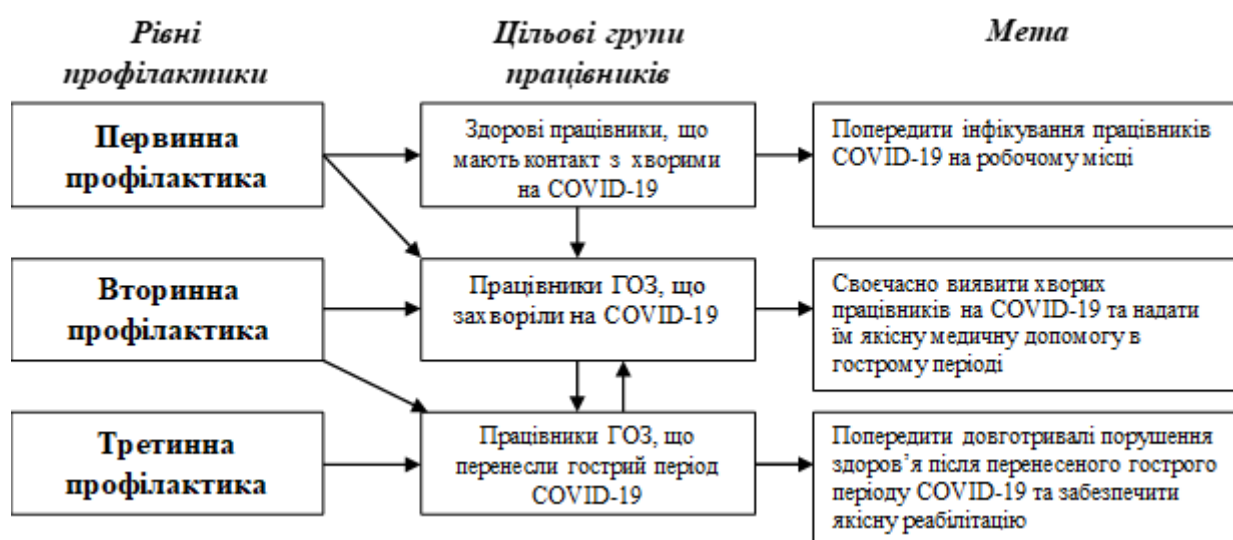 Рівні
профілактики
Цільові групи
працівників
Мета
Первинна
профілактика
Здорові працівники, що
мають контакт з хворими
на COVID-19
Попередити інфікування працівників
COVID-19 на робочому місці
Вторинна
профілактика
Працівники ГОЗ, що
захворіли на COVID-19
Своєчасно виявити хворих
працівників на COVID-19 та надати
їм якісну медичну допомогу в
гострому періоді
Третинна
профілактика
Працівники ГОЗ, що
перенесли гострий період
COVID-19
Попередити довготривалі порушення
здоров’я після перенесеного гострого
періоду COVID-19 та забезпечити
якісну реабілітацію